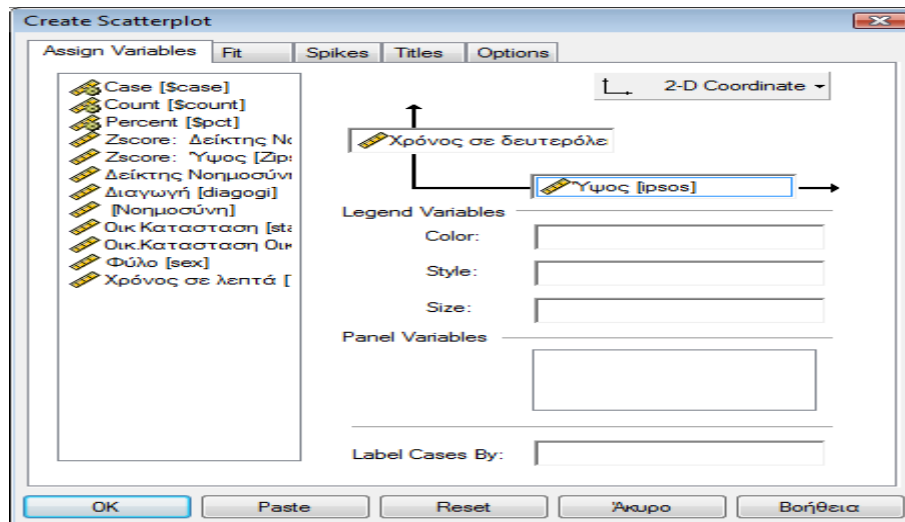 Create Scatterplot
Assign Variables Fit Spikes Titles Options
Case [$case]
Count [$count]
Percent [$pct]
Zscore: Δείκτης Νο
Zscore: Ύψος [Zips
Δείκτης Νοημοσύνη
Διαγωγή [diagogi]
[Νοημοσύνη]
Οικ Κατασταση [sta
Οικ.Κατασταση Οικ
Φύλο [sex]
Χρόνος σε λεπτά [
2-D Coordinate
Χρόνος σε δευτερόλε
Ύψος [ipsos]
Legend Variables
Color:
Style:
Size:
Panel Variables
Label Cases By:
OK Paste Reset Άκυρο Βοήθεια